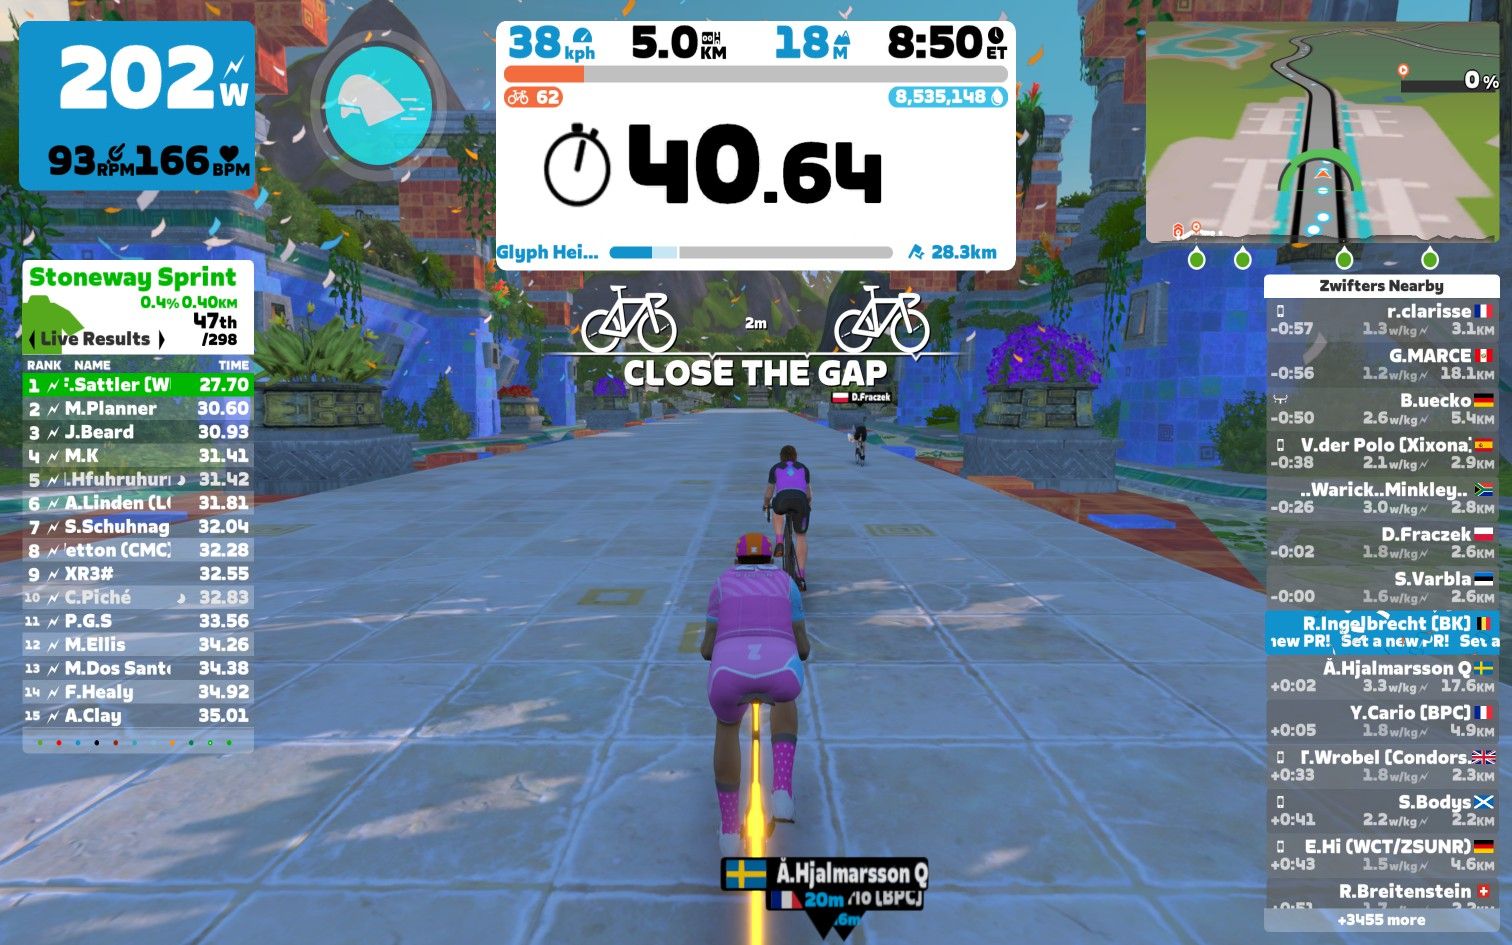 202 W
93 RPM 166 BPM
38 kph 5.0 KM 18 M 8:50 ET
62 8,535,148
40.64
Glyph Hei... 28.3km
0 %
Stoneway Sprint
0.4% 0.40KM
47th
/298
Live Results
RANK NAME TIME
1 .Sattler (W 27.70
2 M.Planner 30.60
3 J.Beard 30.93
4 M.K 31.41
5 .Hfuhruhur 31.42
6 A.Linden (L 31.81
7 S.Schuhnag 32.04
8 etton (CMC) 32.28
9 XR3# 32.55
10 C.Piché 32.83
11 P.G.S 33.56
12 M.Ellis 34.26
13 M.Dos Sant 34.38
14 F.Healy 34.92
15 A.Clay 35.01
2m
CLOSE THE GAP
D.Fraczek
Z
Å.Hjalmarsson Q
20m io (BPC)
.6m
Zwifters Nearby
r.clarisse
-0:57 1.3w/kg 3.1KM
G.MARCE
-0:56 1.2w/kg 18.1KM
B.uecko
-0:50 2.6w/kg 5.4KM
V.der Polo (Xixona
-0:38 2.1w/kg 2.9KM
..Warick..Minkley..
-0:26 3.0w/kg 2.8KM
D.Fraczek
-0:02 1.8w/kg 2.6KM
S.Varbla
-0:00 1.6w/kg 2.6KM
R.Ingelbrecht (BK)
new PR! Set a new PR! Set a
Å.Hjalmarsson Q
+0:02 3.3w/kg 17.6KM
Y.Cario (BPC)
+0:05 1.8w/kg 4.9KM
.Wrobel (Condors.
+0:33 1.8w/kg 2.3KM
S.Bodys
+0:41 2.2w/kg 2.2KM
E.Hi (WCT/ZSUNR)
+0:43 1.5w/kg 4.6KM
R.Breitenstein
+3455 more